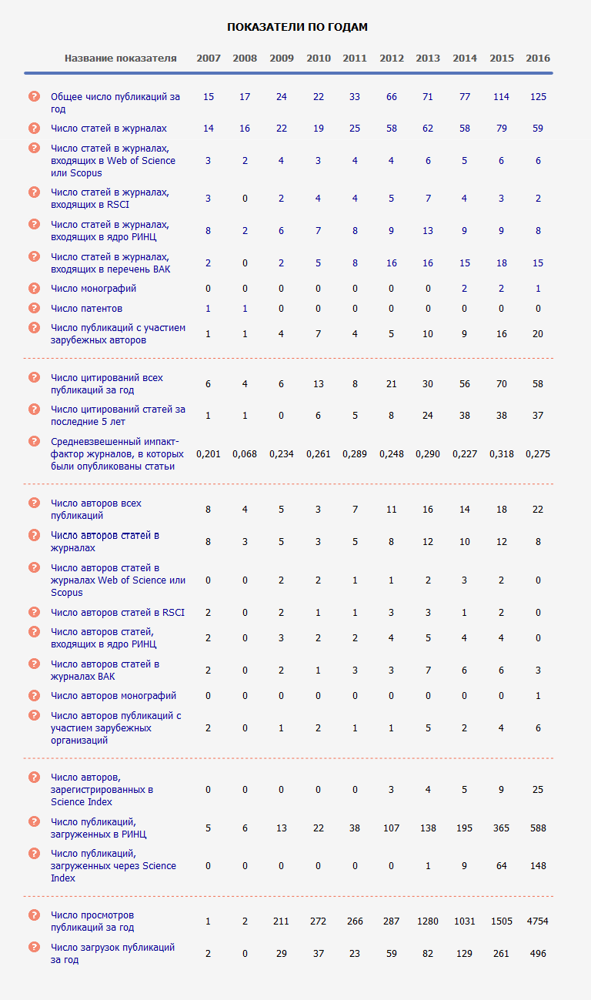 ПОКАЗАТЕЛИ ПО ГОДАМ
Название показателя 2007 2008 2009 2010 2011 2012 2013 2014 2015 2016
? Общее число публикаций за 15 17 24 22 33 66 71 77 114 125
год
? Число статей в журналах 14 16 22 19 25 58 62 58 79 59
? Число статей в журналах,
входящих в Web of Science 3 2 4 3 4 4 6 5 6 6
или Scopus
? Число статей в журналах,
входящих в RSCI 3 0 2 4 4 5 7 4 3 2
? Число статей в журналах,
входящих в ядро РИНЦ 8 2 6 7 8 9 13 9 9 8
? Число статей в журналах,
входящих в перечень ВАК 2 0 2 5 8 16 16 15 18 15
? Число монографий 0 0 0 0 0 0 0 2 2 1
? Число патентов 1 1 0 0 0 0 0 0 0 0
? Число публикаций с участием
зарубежных авторов 1 1 4 7 4 5 10 9 16 20
? Число цитирований всех
публикаций за год 6 4 6 13 8 21 30 56 70 58
? Число цитирований статей за
последние 5 лет 1 1 0 6 5 8 24 38 38 37
? Средневзвешенный импакт-
фактор журналов, в которых 0,201 0,068 0,234 0,261 0,289 0,248 0,290 0,227 0,318 0,275
были опубликованы статьи
? Число авторов всех
публикаций 8 4 5 3 7 11 16 14 18 22
? Число авторов статей в
журналах 8 3 5 3 5 8 12 10 12 8
? Число авторов статей в
журналах Web of Science или 0 0 2 2 1 1 2 3 2 0
Scopus
? Число авторов статей в RSCI 2 0 2 1 1 3 3 1 2 0
? Число авторов статей,
входящих в ядро РИНЦ 2 0 3 2 2 4 5 4 4 0
? Число авторов статей в
журналах ВАК 2 0 2 1 3 3 7 6 6 3
? Число авторов монографий 0 0 0 0 0 0 0 0 0 1
? Число авторов публикаций с
участием зарубежных 2 0 1 2 1 1 5 2 4 6
организаций
? Число авторов,
зарегистрированных в 0 0 0 0 0 3 4 5 9 25
Science Index
? Число публикаций,
загруженных в РИНЦ 5 6 13 22 38 107 138 195 365 588
? Число публикаций,
загруженных через Science 0 0 0 0 0 0 1 9 64 148
Index
? Число просмотров
публикаций за год 1 2 211 272 266 287 1280 1031 1505 4754
? Число загрузок публикаций
за год 2 0 29 37 23 59 82 129 261 496